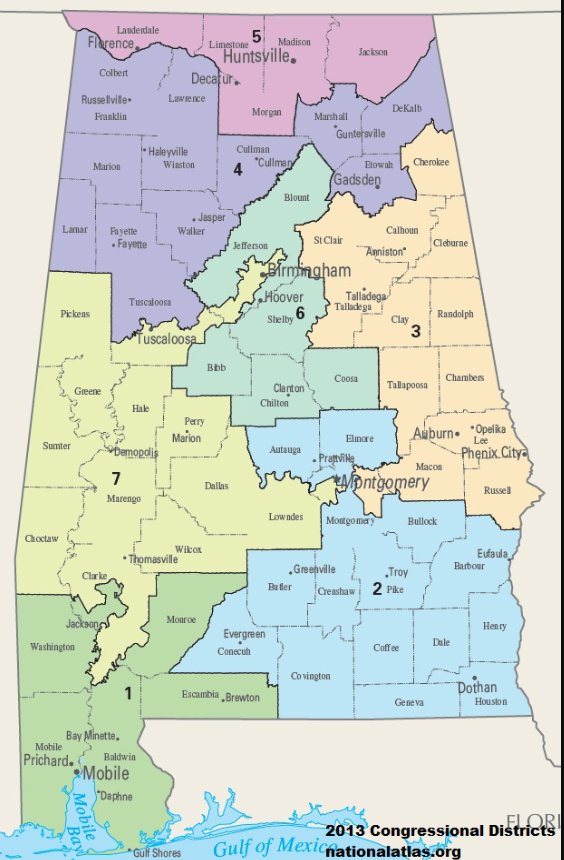 Lauderdale
Florence
Limestone
5
Madison
Huntsville
Jackson
Colbert
Decatur
Lawrence
Russellville
Franklin
Morgan
Marshall
DeKalb
Guntersville
Haleyville
Winston
Marion
Cullman
Cullman
4
Etowah
Gadsden
Cherokee
Blount
Lamar
Fayette
Fayette
Jasper
Walker
Jefferson
St Clair
Calhoun
Anniston
Cleburne
Birmingham
Tuscaloosa
Hoover
Talladega
Talladega
Pickens
Shelby
6
Clay
Randolph
3
Tuscaloosa
Bibb
Coosa
Tallapoosa
Chambers
Greene
Hale
Clanton
Chilton
Perry
Marion
Sumter
Demopolis
Autauga
Elmore
Prattville
Auburn
Opelika
Lee
Phenix City
Macon
7
Marengo
Dallas
Montgomery
Russell
Lowndes
Montgomery
Bullock
Choctaw
Thomasville
Wilcox
Clarke
Greenville
Butler
Crenshaw
2
Troy
Pike
Eufaula
Barbour
Jackson
Monroe
Washington
Evergreen
Conecuh
Coffee
Dale
Henry
Covington
1
Escambia
Brewton
Dothan
Houston
Geneva
Bay Minette
Mobile
Baldwin
Prichard
Mobile
Daphne
Mobile
Bay
Gulf Shores
Gulf of Mexico
FLORI
2013 Congressional Districts
nationalatlas.org